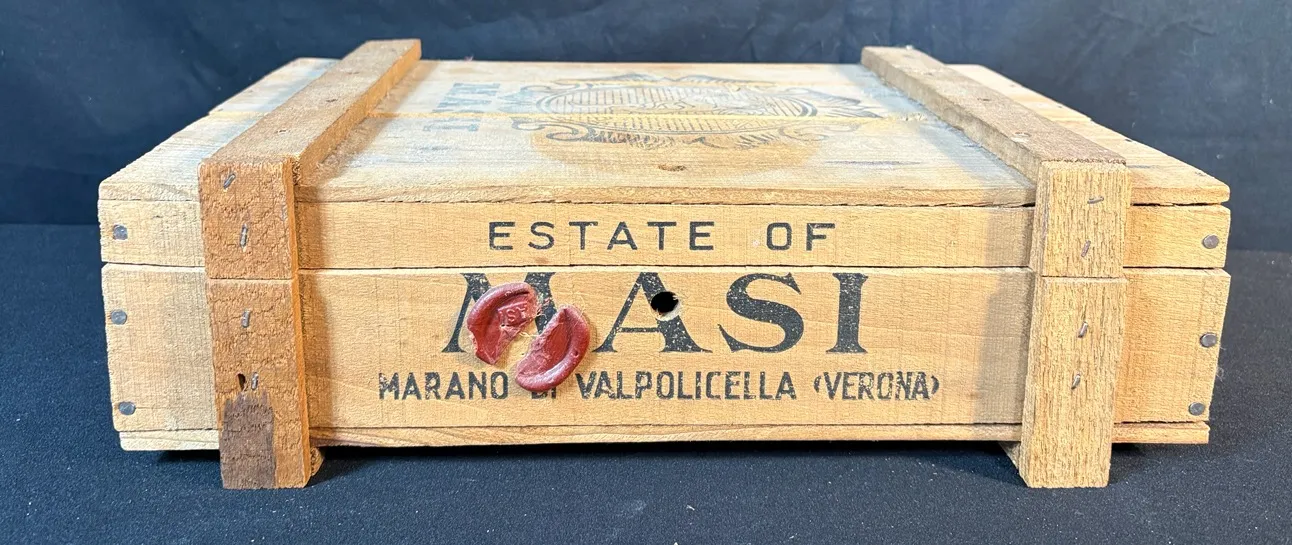 ESTATE OF
MASI
MARANO DI VALPOLICELLA (VERONA)